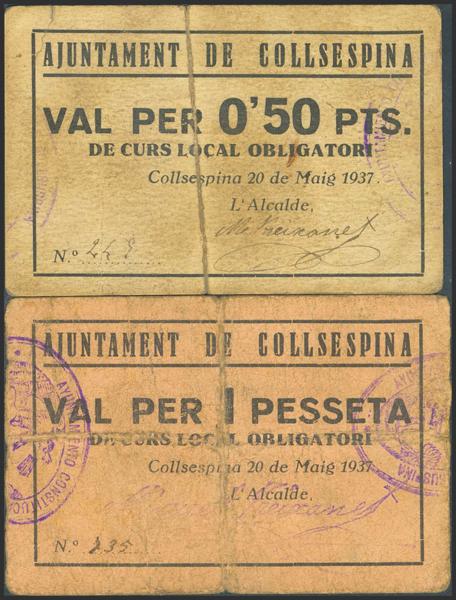 AJUNTAMENT DE COLLSESPINA
VAL PER 0'50 PTS.
DE CURS LOCAL OBLIGATORI
Collsespina 20 de Maig 1937.
L'Alcalde,
N.º
AJUNTAMENT DE COLLSESPINA
VAL PER 1 PESSETA
DE CURS LOCAL OBLIGATORI
Collsespina 20 de Maig 1937
L'Alcalde,
N.º 235